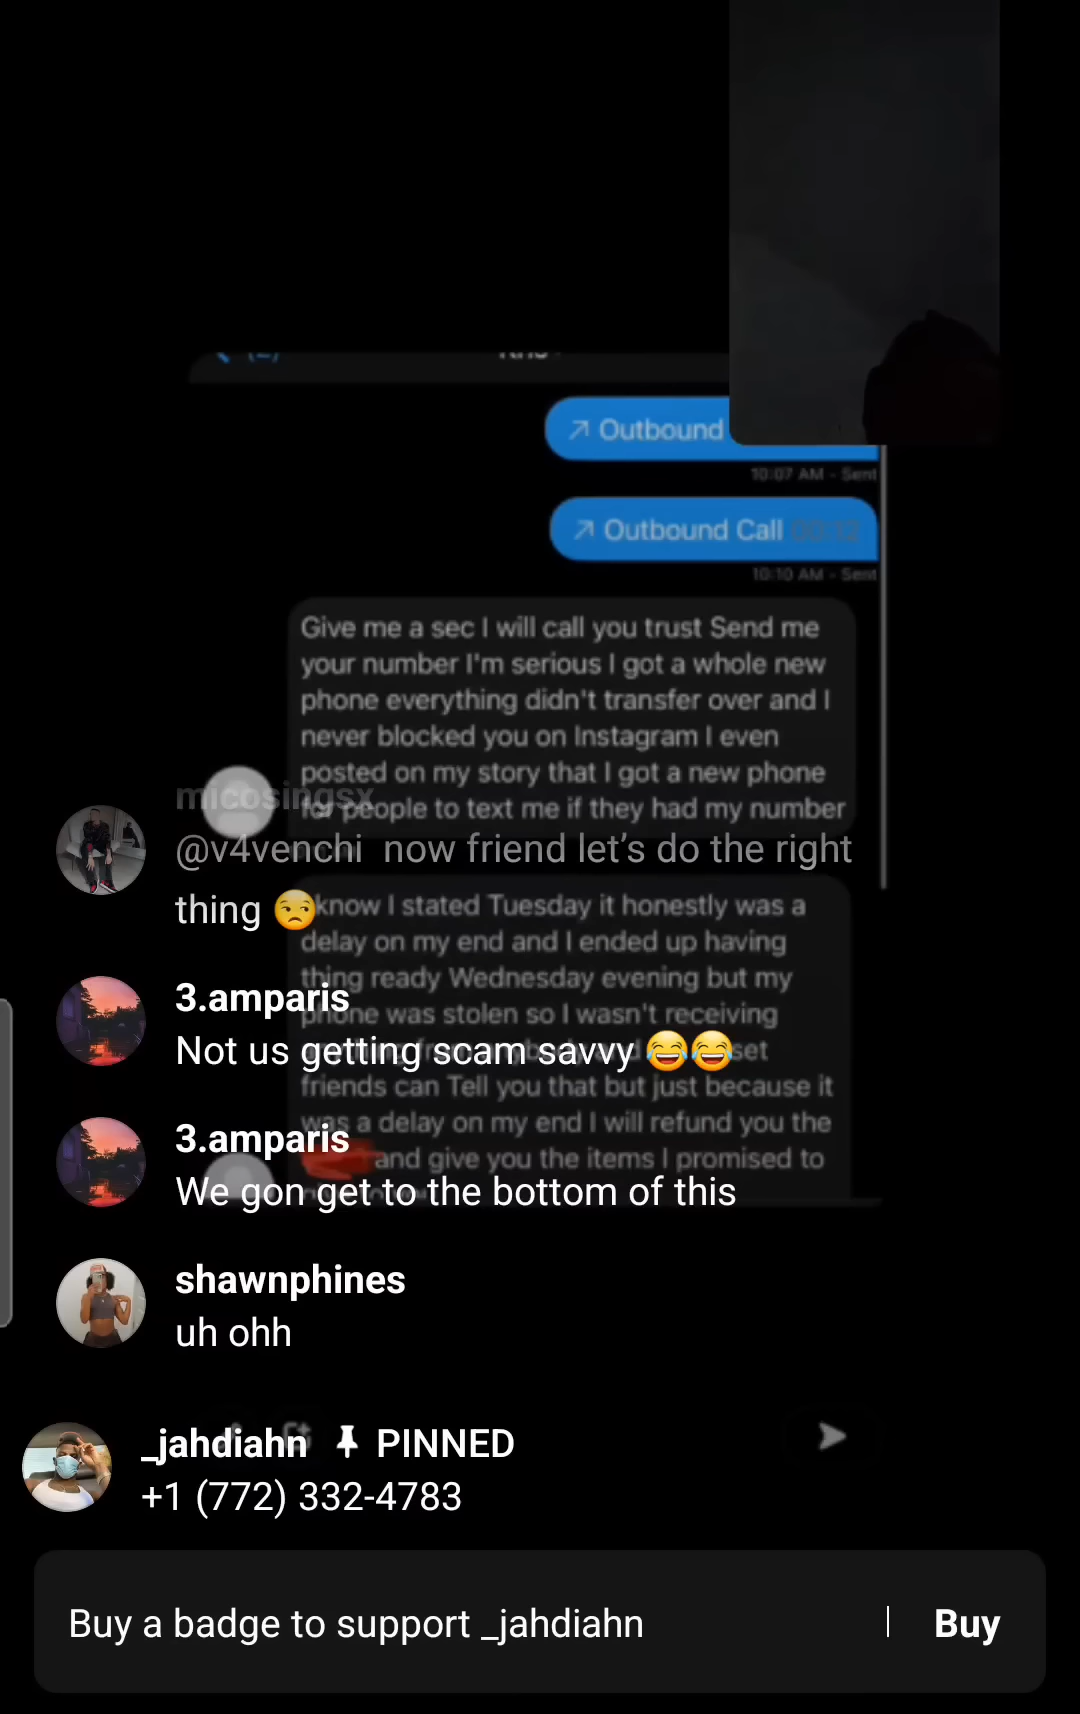 (2)
Outbound
10:07 AM - Sent
Outbound Call 00:12
10:10 AM - Sent
Give me a sec I will call you trust Send me
your number I'm serious I got a whole new
phone everything didn't transfer over and I
never blocked you on Instagram I even
posted on my story that I got a new phone
for people to text me if they had my number
micosingsx
@v4venchi now friend let’s do the right
thing 😒
know I stated Tuesday it honestly was a
delay on my end and I ended up having
thing ready Wednesday evening but my
phone was stolen so I wasn't receiving
set
friends can Tell you that but just because it
was a delay on my end I will refund you the
and give you the items I promised to
3.amparis
Not us getting scam savvy 😂😂
3.amparis
We gon get to the bottom of this
shawnphines
uh ohh
_jahdiahn PINNED
+1 (772) 332-4783
Buy a badge to support _jahdiahn | Buy